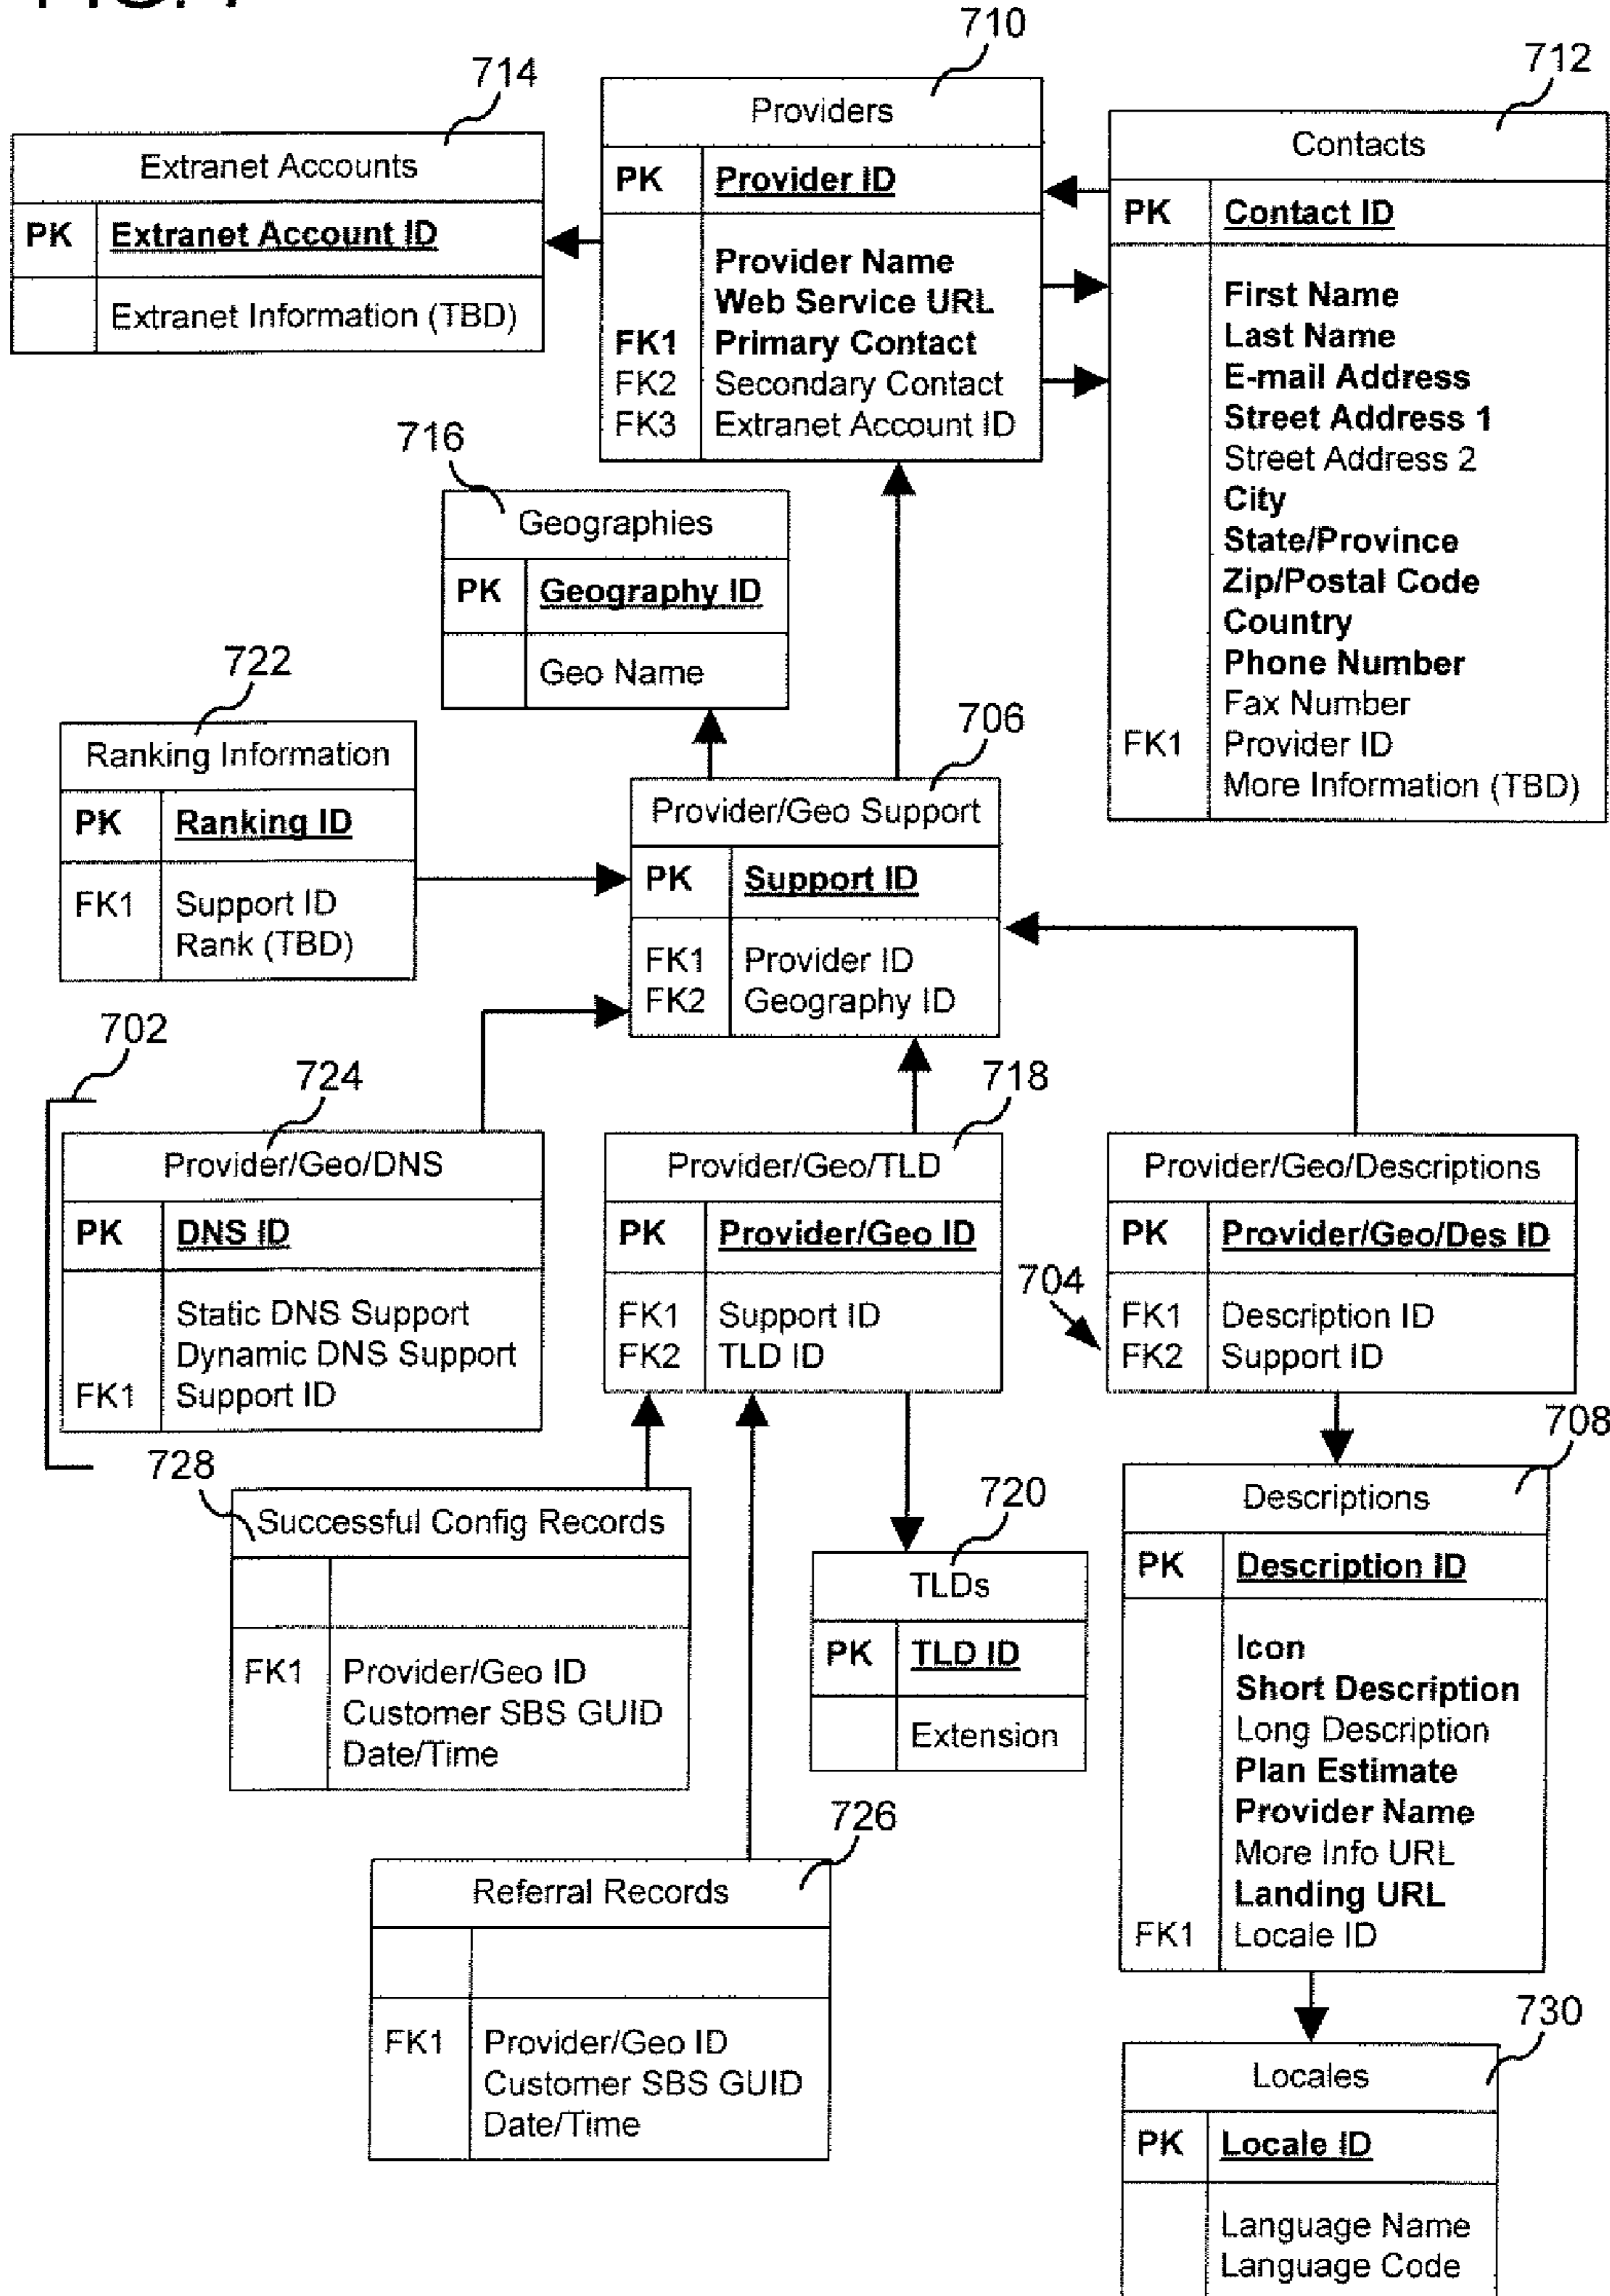 710
714
712
Providers
PK Provider ID
Provider Name
Web Service URL
FK1 Primary Contact
FK2 Secondary Contact
FK3 Extranet Account ID
Extranet Accounts
PK Extranet Account ID
Extranet Information (TBD)
Contacts
PK Contact ID
First Name
Last Name
E-mail Address
Street Address 1
Street Address 2
City
State/Province
Zip/Postal Code
Country
Phone Number
Fax Number
FK1 Provider ID
More Information (TBD)
716
Geographies
PK Geography ID
Geo Name
722
Ranking Information
PK Ranking ID
FK1 Support ID
Rank (TBD)
706
Provider/Geo Support
PK Support ID
FK1 Provider ID
FK2 Geography ID
702
724
Provider/Geo/DNS
PK DNS ID
Static DNS Support
Dynamic DNS Support
FK1 Support ID
718
Provider/Geo/TLD
PK Provider/Geo ID
FK1 Support ID
FK2 TLD ID
704
Provider/Geo/Descriptions
PK Provider/Geo/Des ID
FK1 Description ID
FK2 Support ID
728
Successful Config Records
FK1 Provider/Geo ID
Customer SBS GUID
Date/Time
720
TLDs
PK TLD ID
Extension
708
Descriptions
PK Description ID
Icon
Short Description
Long Description
Plan Estimate
Provider Name
More Info URL
Landing URL
FK1 Locale ID
726
Referral Records
FK1 Provider/Geo ID
Customer SBS GUID
Date/Time
730
Locales
PK Locale ID
Language Name
Language Code